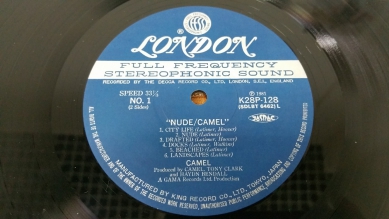 LONDON
FULL FREQUENCY
STEREOPHONIC SOUND
RECORDED BY THE DECCA RECORD CO., LTD., LONDON, S.E.I., ENGLAND
SPEED 33⅓
NO. 1
(2 Sides)
Ⓟ 1981
K28P-128
(SDLBT 6462) L
JASRAC
"NUDE/CAMEL"
1. CITY LIFE (Latimer, Hoover)
2. NUDE (Latimer)
3. DRAFTED (Latimer, Hoover)
4. DOCKS (Latimer, Watkins)
5. BEACHED (Latimer)
6. LANDSCAPES (Latimer)
CAMEL
Produced by CAMEL, TONY CLARK
and HAYDN BENDALL
A GAMA Records Ltd. Production
MANUFACTURED BY KING RECORD CO., LTD., TOKYO, JAPAN